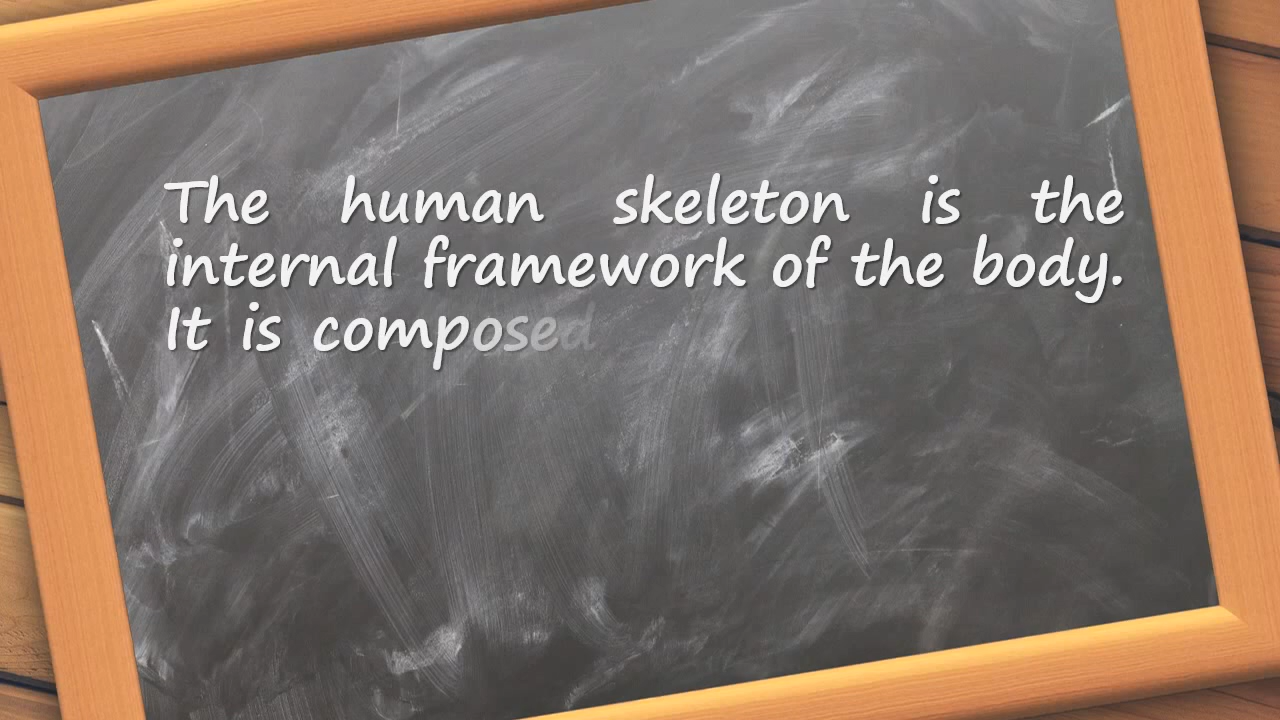 The human skeleton is the
internal framework of the body.
It is composed